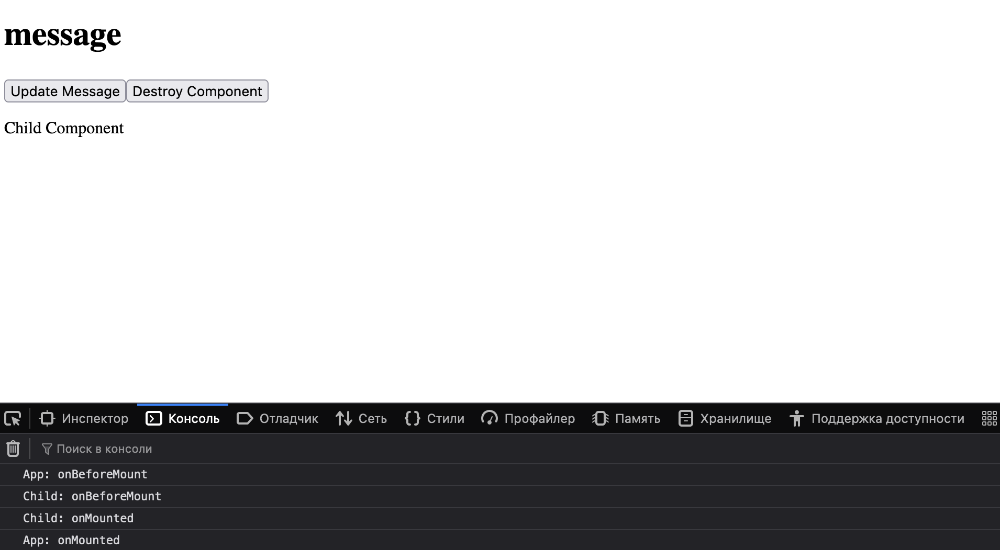 message
Update Message Destroy Component
Child Component
Инспектор Консоль Отладчик Сеть Стили Профайлер Память Хранилище Поддержка доступности
Поиск в консоли
App: onBeforeMount
Child: onBeforeMount
Child: onMounted
App: onMounted